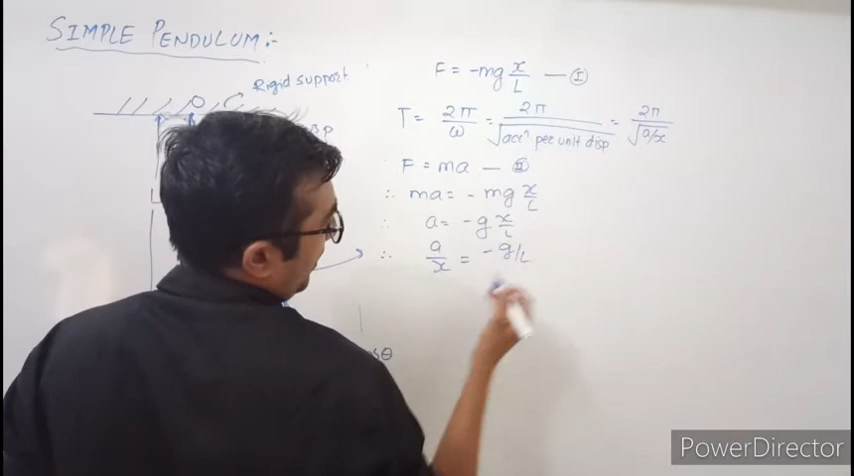 SIMPLE PENDULUM:-
Rigid support
F = -mg x/L — I
T = 2π/ω = 2π/√accⁿ per unit disp = 2π/√a/x
F = ma — II
∴ ma = - mg x/L
∴ a = -g x/L
∴ a/x = -g/L
PowerDirector